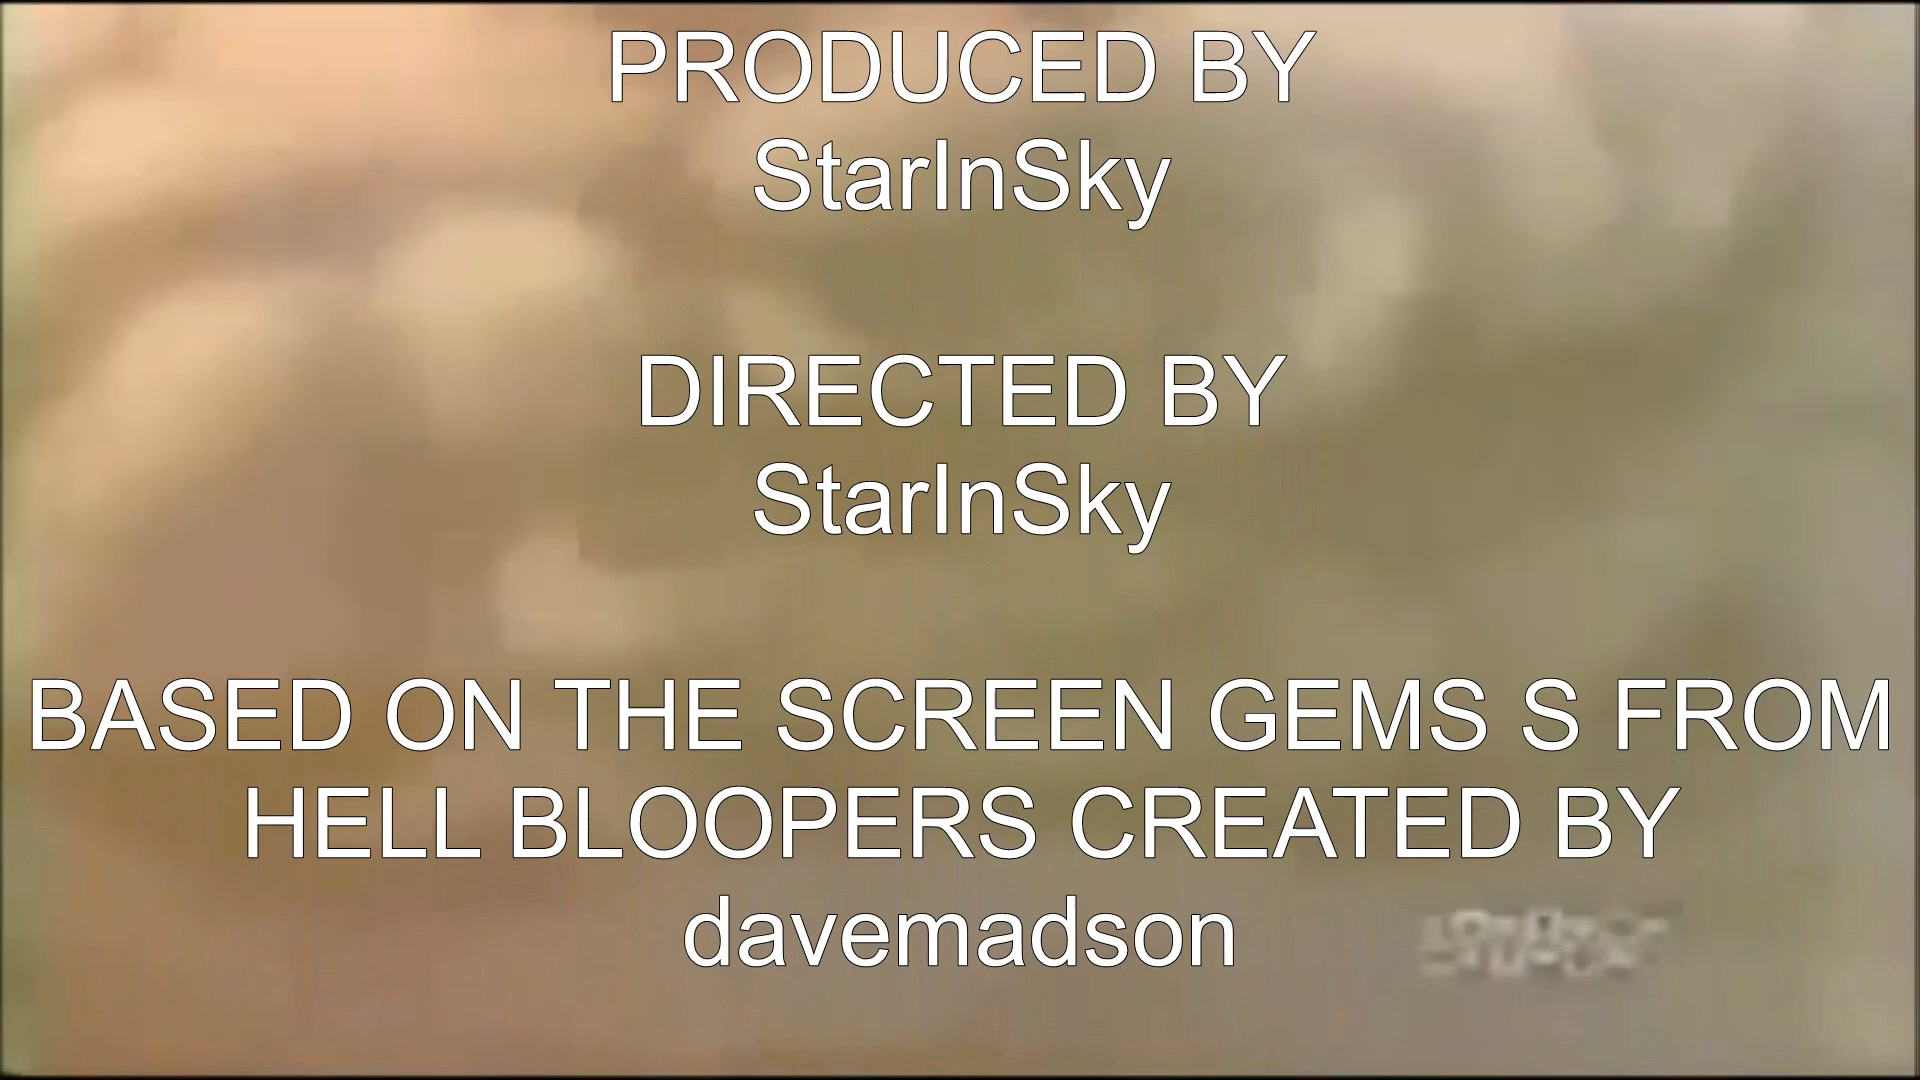 PRODUCED BY
StarInSky
DIRECTED BY
StarInSky
BASED ON THE SCREEN GEMS S FROM
HELL BLOOPERS CREATED BY
davemadson